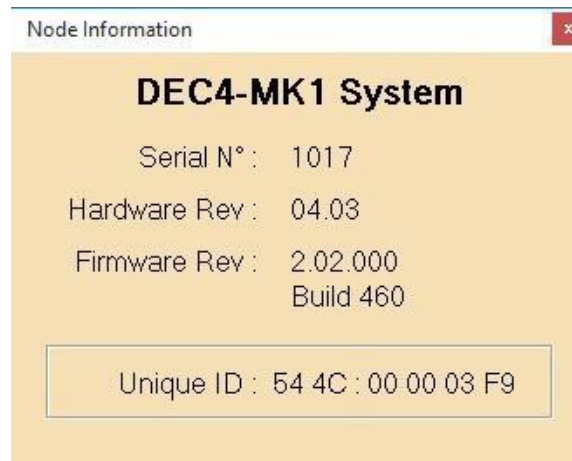 Node Information
x
DEC4-MK1 System
Serial N° : 1017
Hardware Rev : 04.03
Firmware Rev : 2.02.000
Build 460
Unique ID : 54 4C : 00 00 03 F9